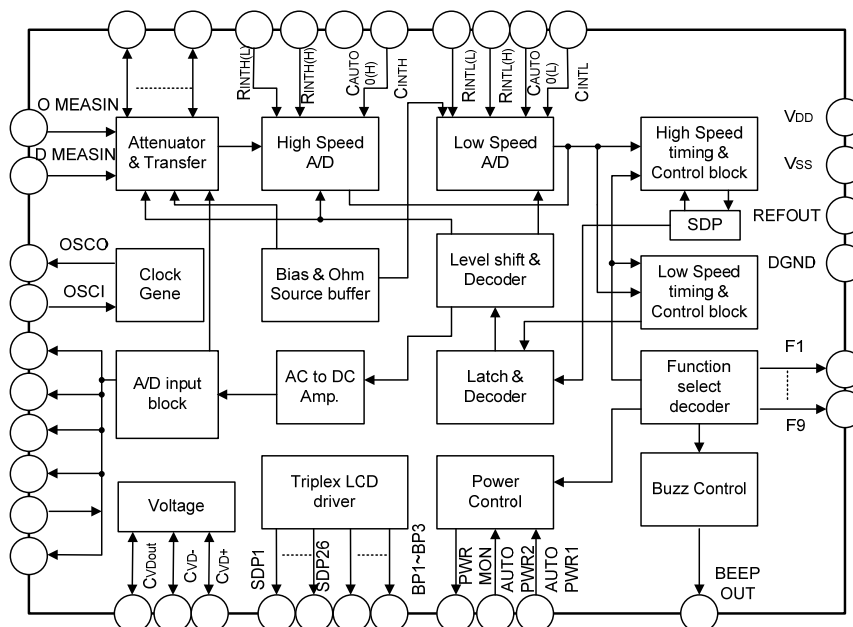 RINTH(L)
RINTH(H)
CAUTO
0(H)
CINTH
RINTL(L)
RINTL(H)
CAUTO
0(L)
CINTL
O MEASIN
D MEASIN
Attenuator
& Transfer
High Speed
A/D
Low Speed
A/D
High Speed
timing &
Control block
VDD
VSS
REFOUT
DGND
SDP
OSCO
OSCI
Clock
Gene
Bias & Ohm
Source buffer
Level shift &
Decoder
Low Speed
timing &
Control block
A/D input
block
AC to DC
Amp.
Latch &
Decoder
Function
select
decoder
F1
F9
Voltage
Triplex LCD
driver
Power
Control
Buzz Control
CVDout
CVD-
CVD+
SDP1
SDP26
BP1~BP3
PWR
MON
AUTO
PWR2
AUTO
PWR1
BEEP
OUT